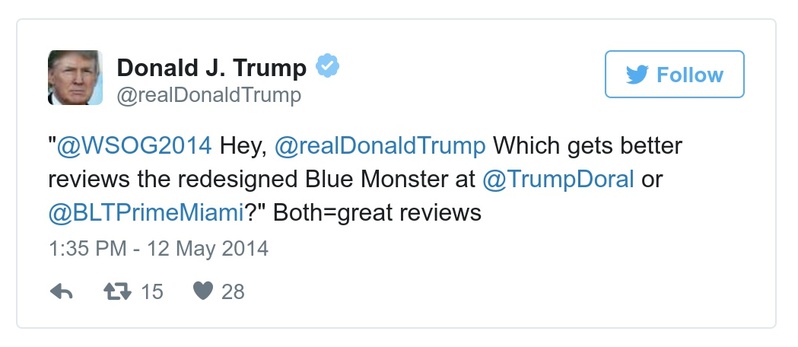 Donald J. Trump
@realDonaldTrump
Follow
"@WSOG2014 Hey, @realDonaldTrump Which gets better
reviews the redesigned Blue Monster at @TrumpDoral or
@BLTPrimeMiami?" Both=great reviews
1:35 PM - 12 May 2014
15 28